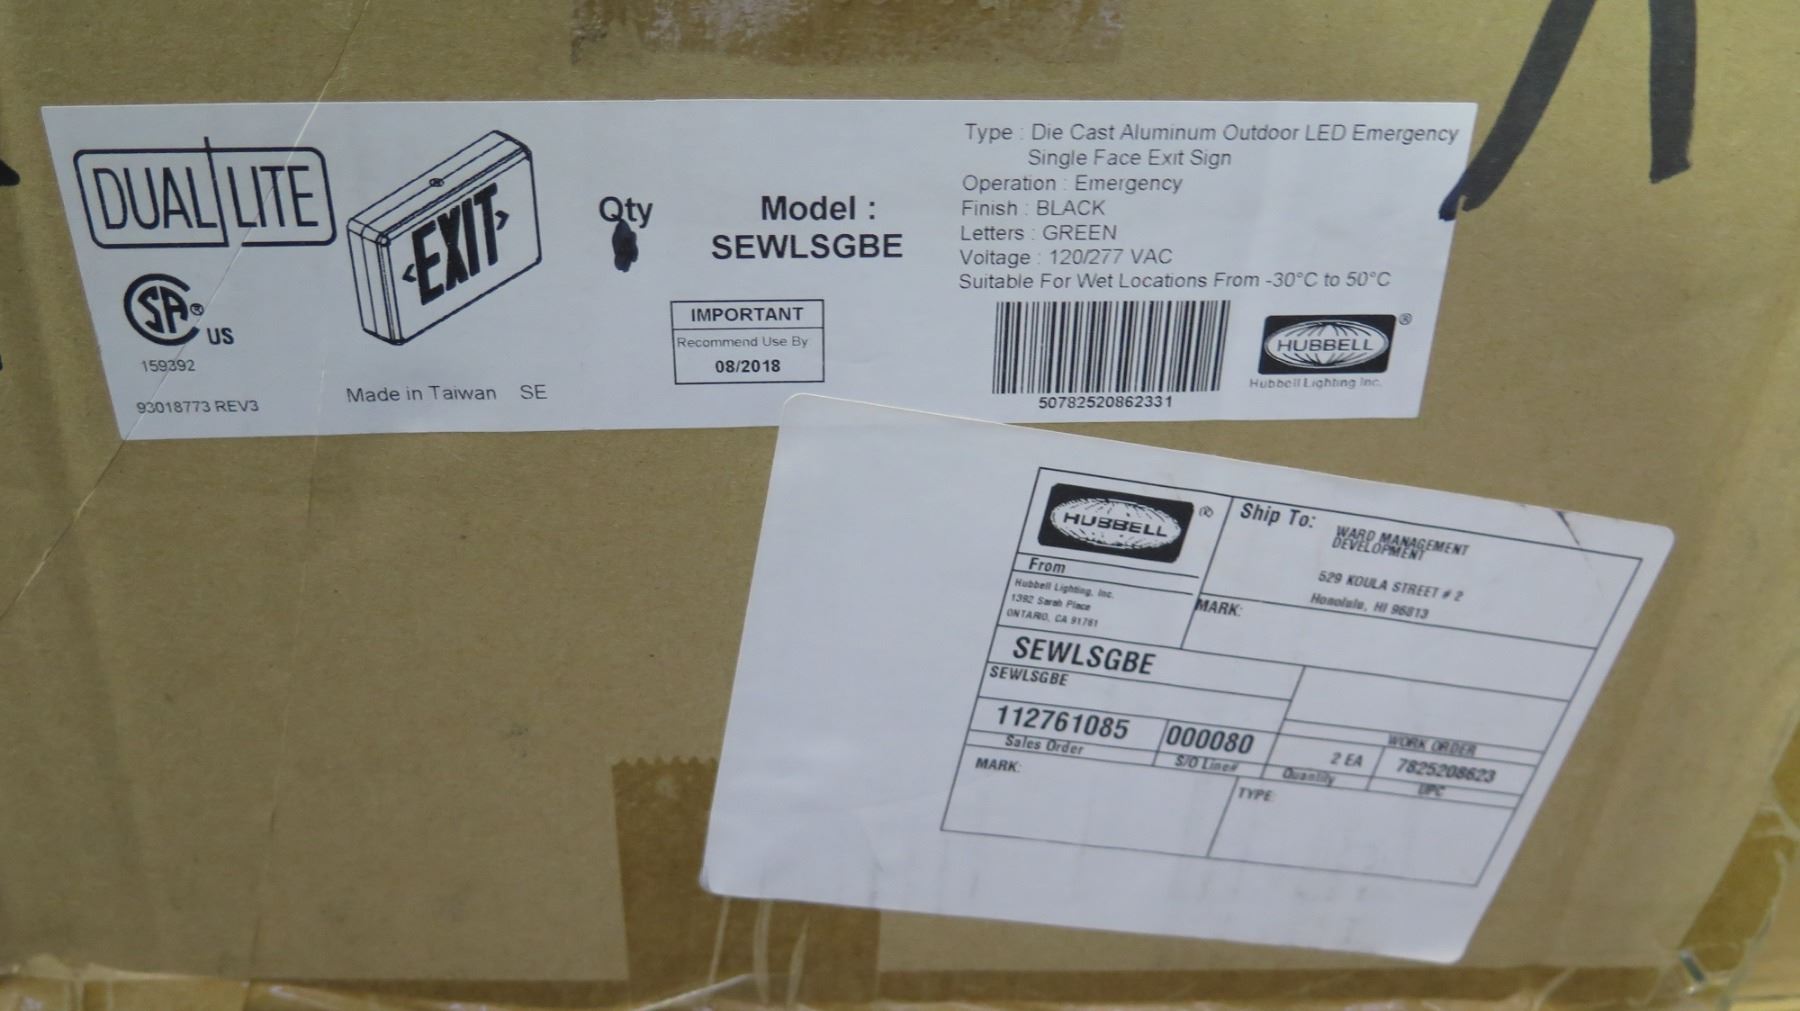 DUAL LITE
SA® US
159392
93018773 REV3
EXIT
Made in Taiwan SE
Qty
Model :
SEWLSGBE
IMPORTANT
Recommend Use By
08/2018
Type : Die Cast Aluminum Outdoor LED Emergency
Single Face Exit Sign
Operation : Emergency
Finish : BLACK
Letters : GREEN
Voltage : 120/277 VAC
Suitable For Wet Locations From -30°C to 50°C
50782520862331
HUBBELL ®
Hubbell Lighting Inc.
HUBBELL ®
From
Hubbell Lighting, Inc.
1392 Sarah Place
ONTARIO, CA 91761
Ship To:
WARD MANAGEMENT
DEVELOPMENT
529 KOULA STREET # 2
Honolulu, HI 96813
MARK:
SEWLSGBE
SEWLSGBE
112761085
Sales Order
000080
S/O Line#
2 EA
Quantity
WORK ORDER
7825208623
UPC
MARK:
TYPE